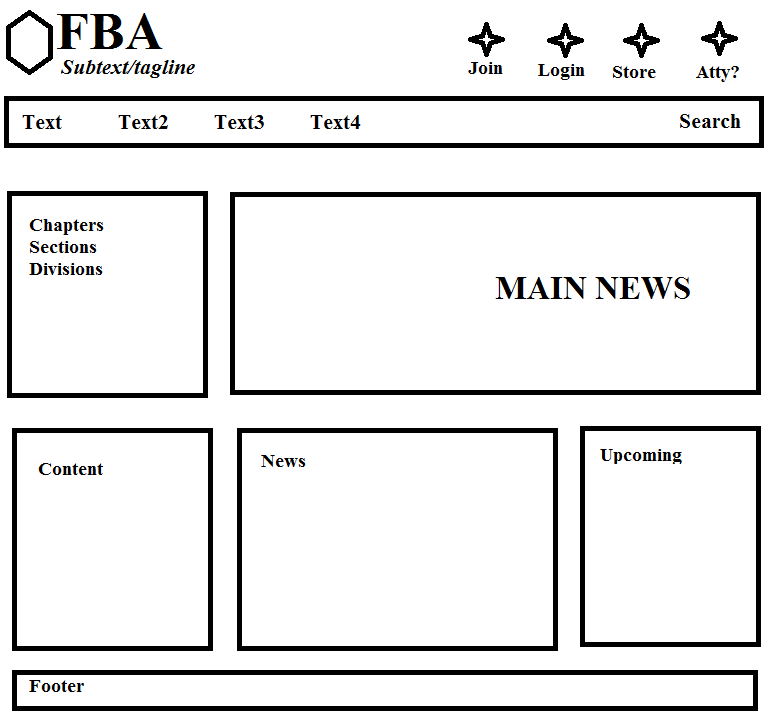 FBA
Subtext/tagline
Join Login Store Atty?
Text Text2 Text3 Text4 Search
Chapters
Sections
Divisions
MAIN NEWS
Content
News
Upcoming
Footer